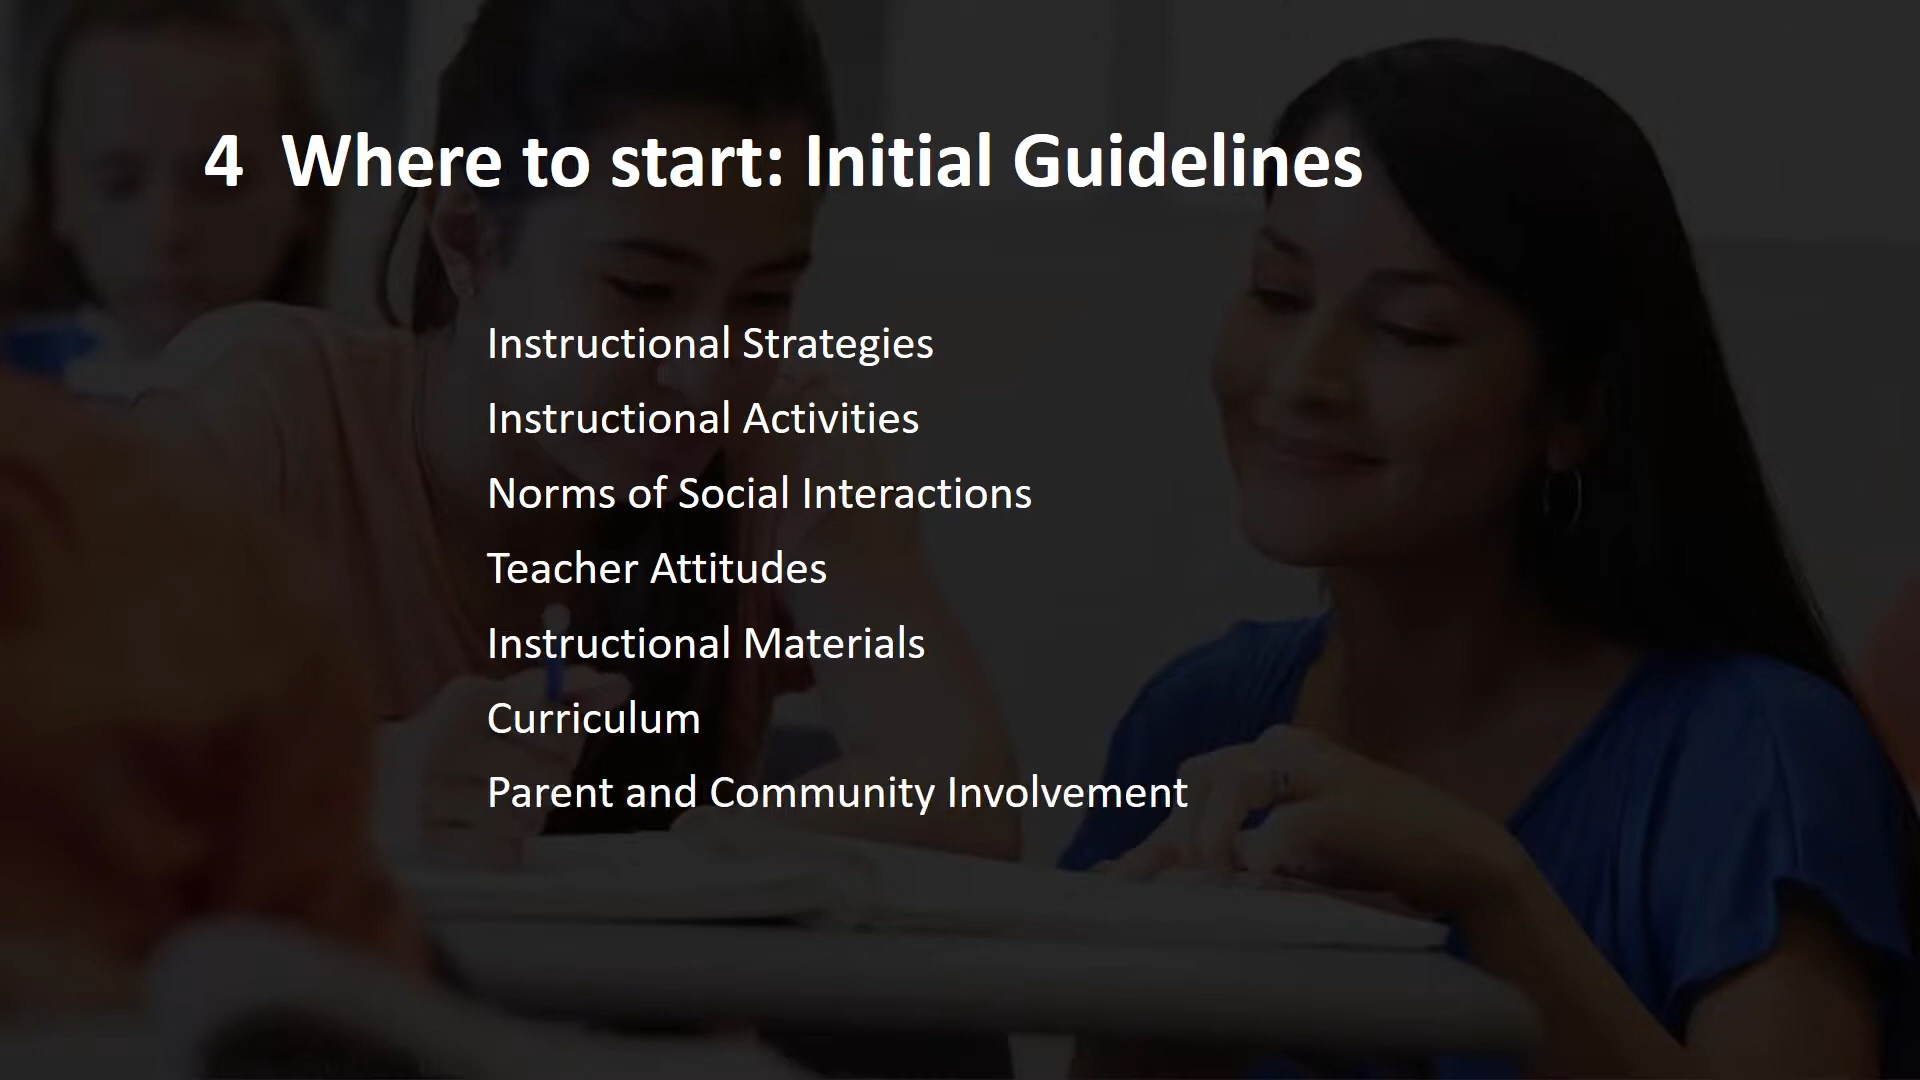 4 Where to start: Initial Guidelines
Instructional Strategies
Instructional Activities
Norms of Social Interactions
Teacher Attitudes
Instructional Materials
Curriculum
Parent and Community Involvement